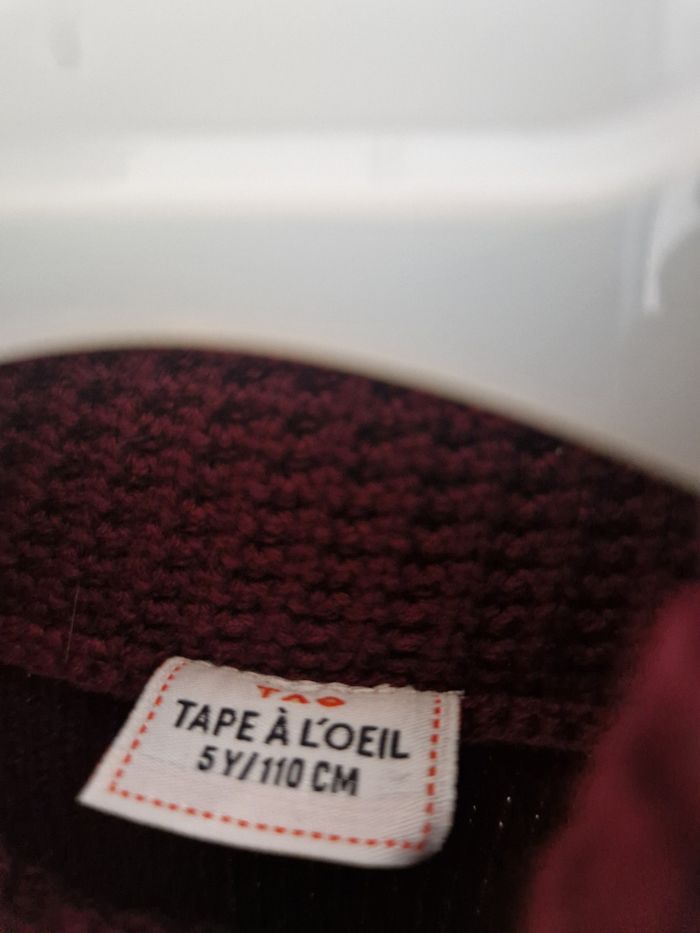 TAO
TAPE À L'OEIL
5 Y/110 CM